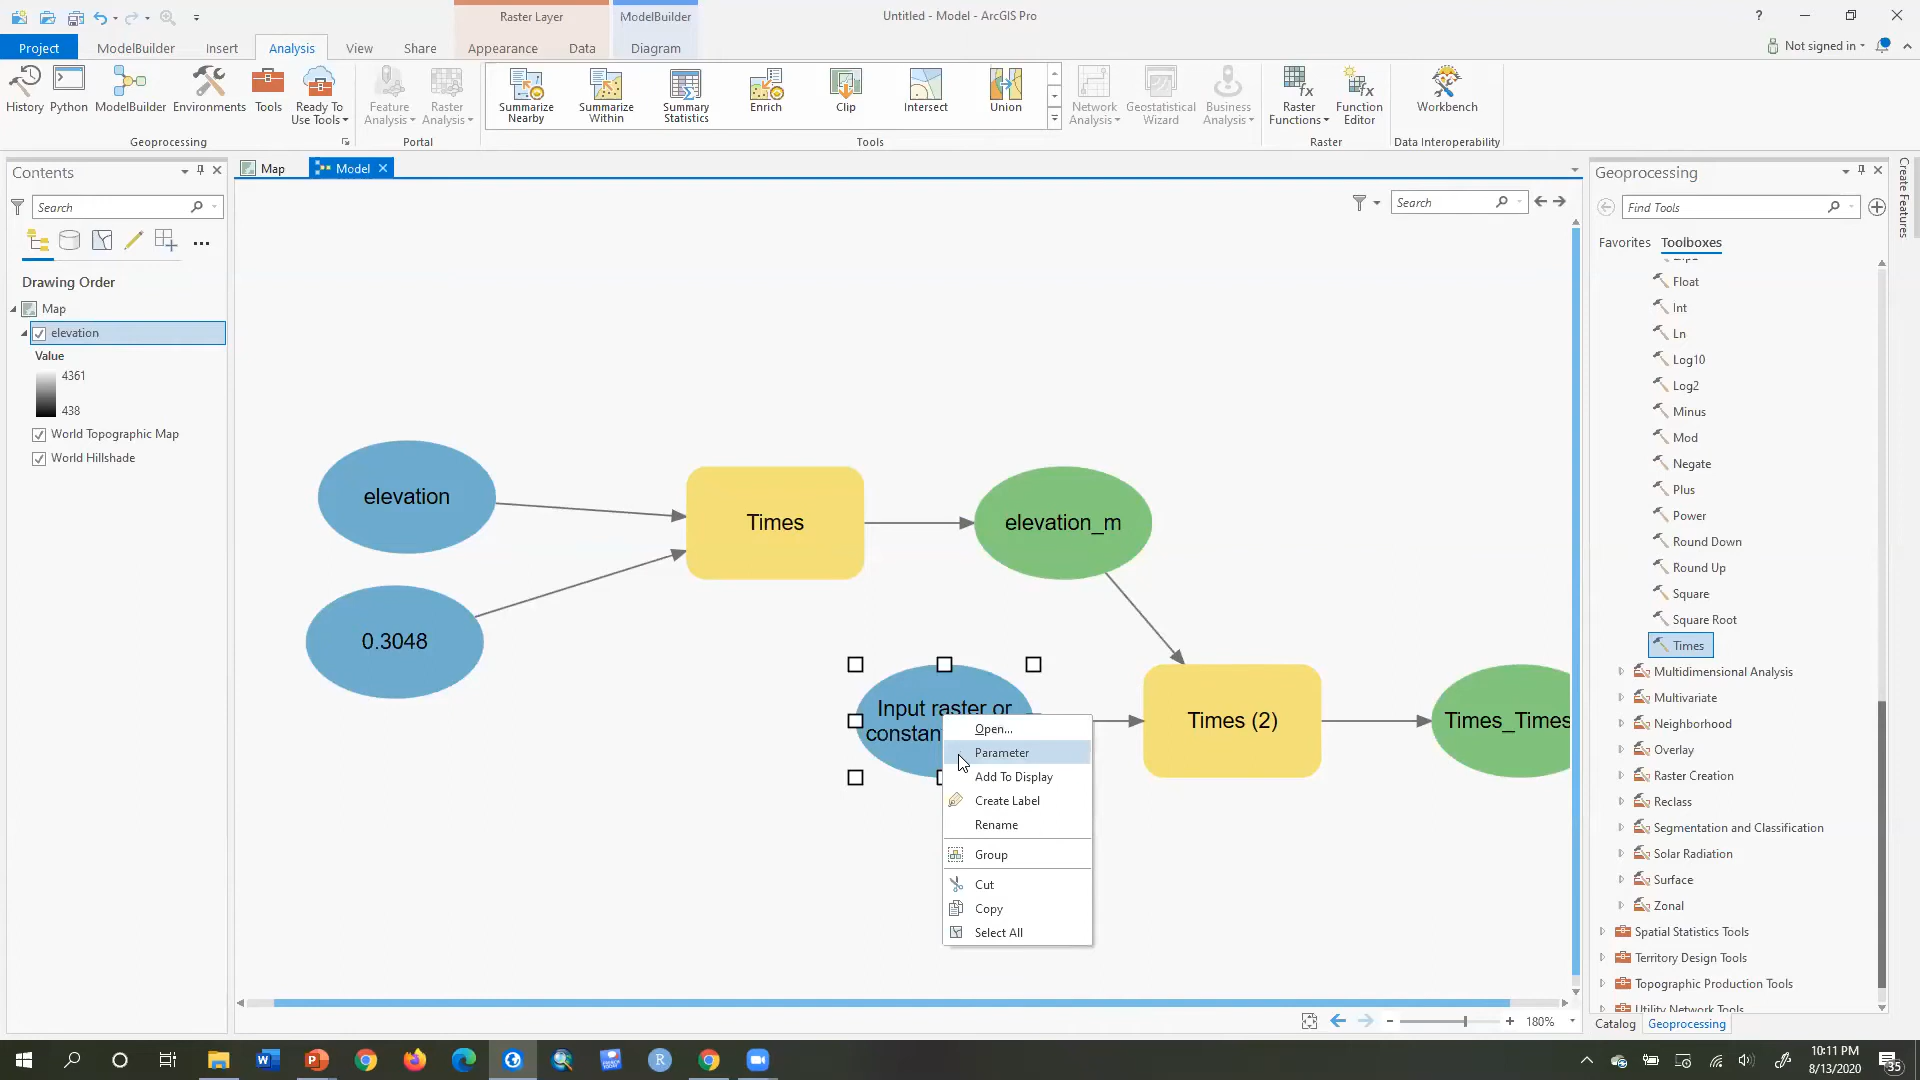 Raster Layer
ModelBuilder
Untitled - Model - ArcGIS Pro
?
Project
ModelBuilder
Insert
Analysis
View
Share
Appearance
Data
Diagram
Not signed in
History
Python
ModelBuilder
Environments
Tools
Ready To
Use Tools
Feature
Analysis
Raster
Analysis
Summarize
Nearby
Summarize
Within
Summary
Statistics
Enrich
Clip
Intersect
Union
Network
Analysis
Geostatistical
Wizard
Business
Analysis
Raster
Functions
Function
Editor
Workbench
Geoprocessing
Portal
Tools
Raster
Data Interoperability
Contents
Search
Drawing Order
Map
elevation
Value
4361
438
World Topographic Map
World Hillshade
Map
Model
Search
elevation
0.3048
Times
elevation_m
Input raster or
constan
Times (2)
Times_Times
Open...
Parameter
Add To Display
Create Label
Rename
Group
Cut
Copy
Select All
180%
Geoprocessing
Find Tools
Favorites
Toolboxes
Float
Int
Ln
Log10
Log2
Minus
Mod
Negate
Plus
Power
Round Down
Round Up
Square
Square Root
Times
Multidimensional Analysis
Multivariate
Neighborhood
Overlay
Raster Creation
Reclass
Segmentation and Classification
Solar Radiation
Surface
Zonal
Spatial Statistics Tools
Territory Design Tools
Topographic Production Tools
Utility Network Tools
Catalog
Geoprocessing
Create Features
10:11 PM
8/13/2020
35